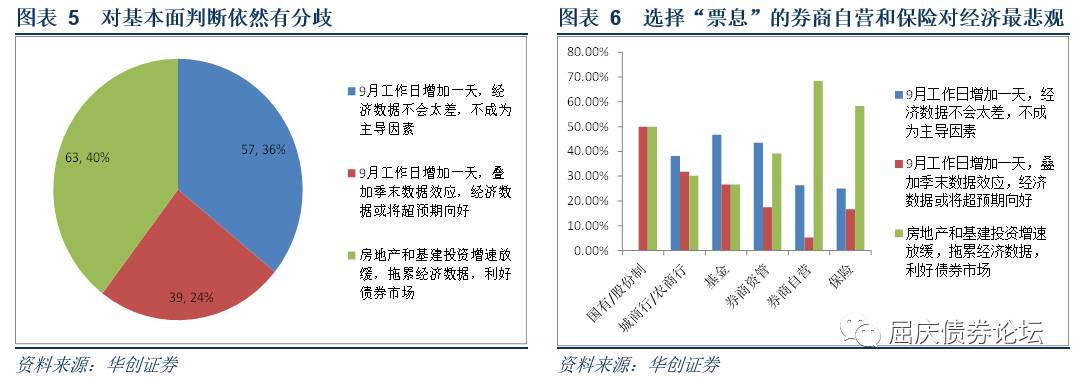 图表 5 对基本面判断依然有分歧
57, 36%
39, 24%
63, 40%
9月工作日增加一天，经
济数据不会太差，不成为
主导因素
9月工作日增加一天，叠
加季末数据效应，经济数
据或将超预期向好
房地产和基建投资增速放
缓，拖累经济数据，利好
债券市场
资料来源：华创证券
图表 6 选择“票息”的券商自营和保险对经济最悲观
80.00%
70.00%
60.00%
50.00%
40.00%
30.00%
20.00%
10.00%
0.00%
国有/股份制
城商行/农商行
基金
券商资管
券商自营
保险
9月工作日增加一天，经
济数据不会太差，不成
为主导因素
9月工作日增加一天，叠
加季末数据效应，经济
数据或将超预期向好
房地产和基建投资增速
放缓，拖累经济数据，
利好债券市场
屈庆债券论坛
资料来源：华创证券